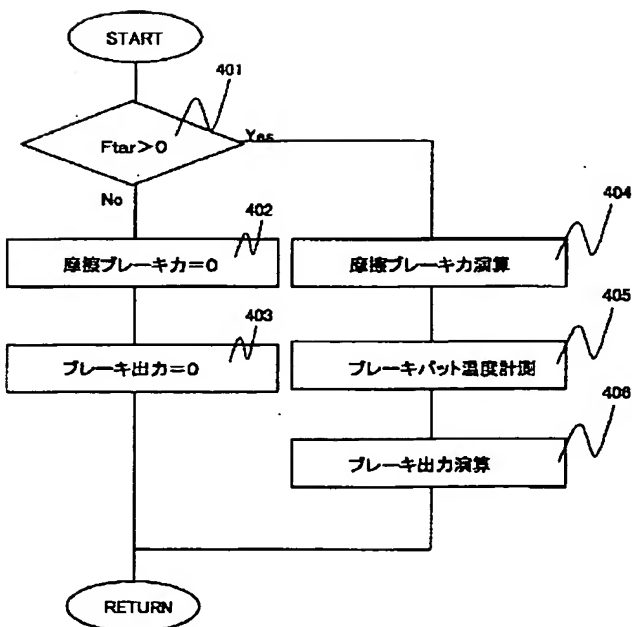 START
401
Ftar>0
Yes
No
402
404
摩擦ブレーキ力=0
摩擦ブレーキ力演算
403
405
ブレーキ出力=0
ブレーキパット温度計測
406
ブレーキ出力演算
RETURN